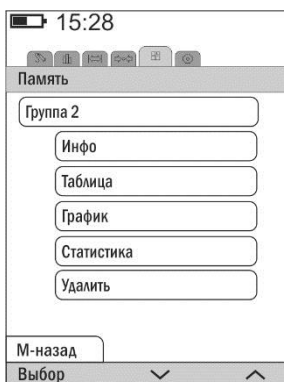 15:28
Память
Группа 2
Инфо
Таблица
График
Статистика
Удалить
М-назад
Выбор